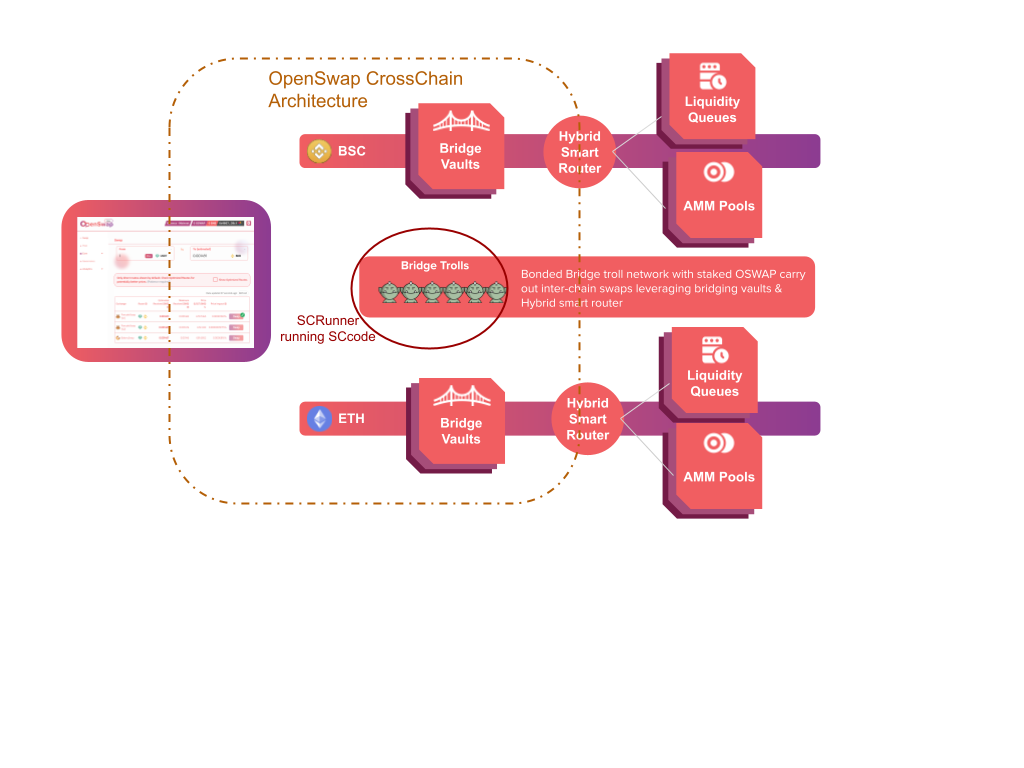 OpenSwap CrossChain
Architecture
Liquidity
Queues
BSC
Bridge
Vaults
Hybrid
Smart
Router
AMM Pools
OpenSwap
Bridge Trolls
Bonded Bridge troll network with staked OSWAP carry
out inter-chain swaps leveraging bridging vaults &
Hybrid smart router
SCRunner
running SCcode
Liquidity
Queues
ETH
Bridge
Vaults
Hybrid
Smart
Router
AMM Pools